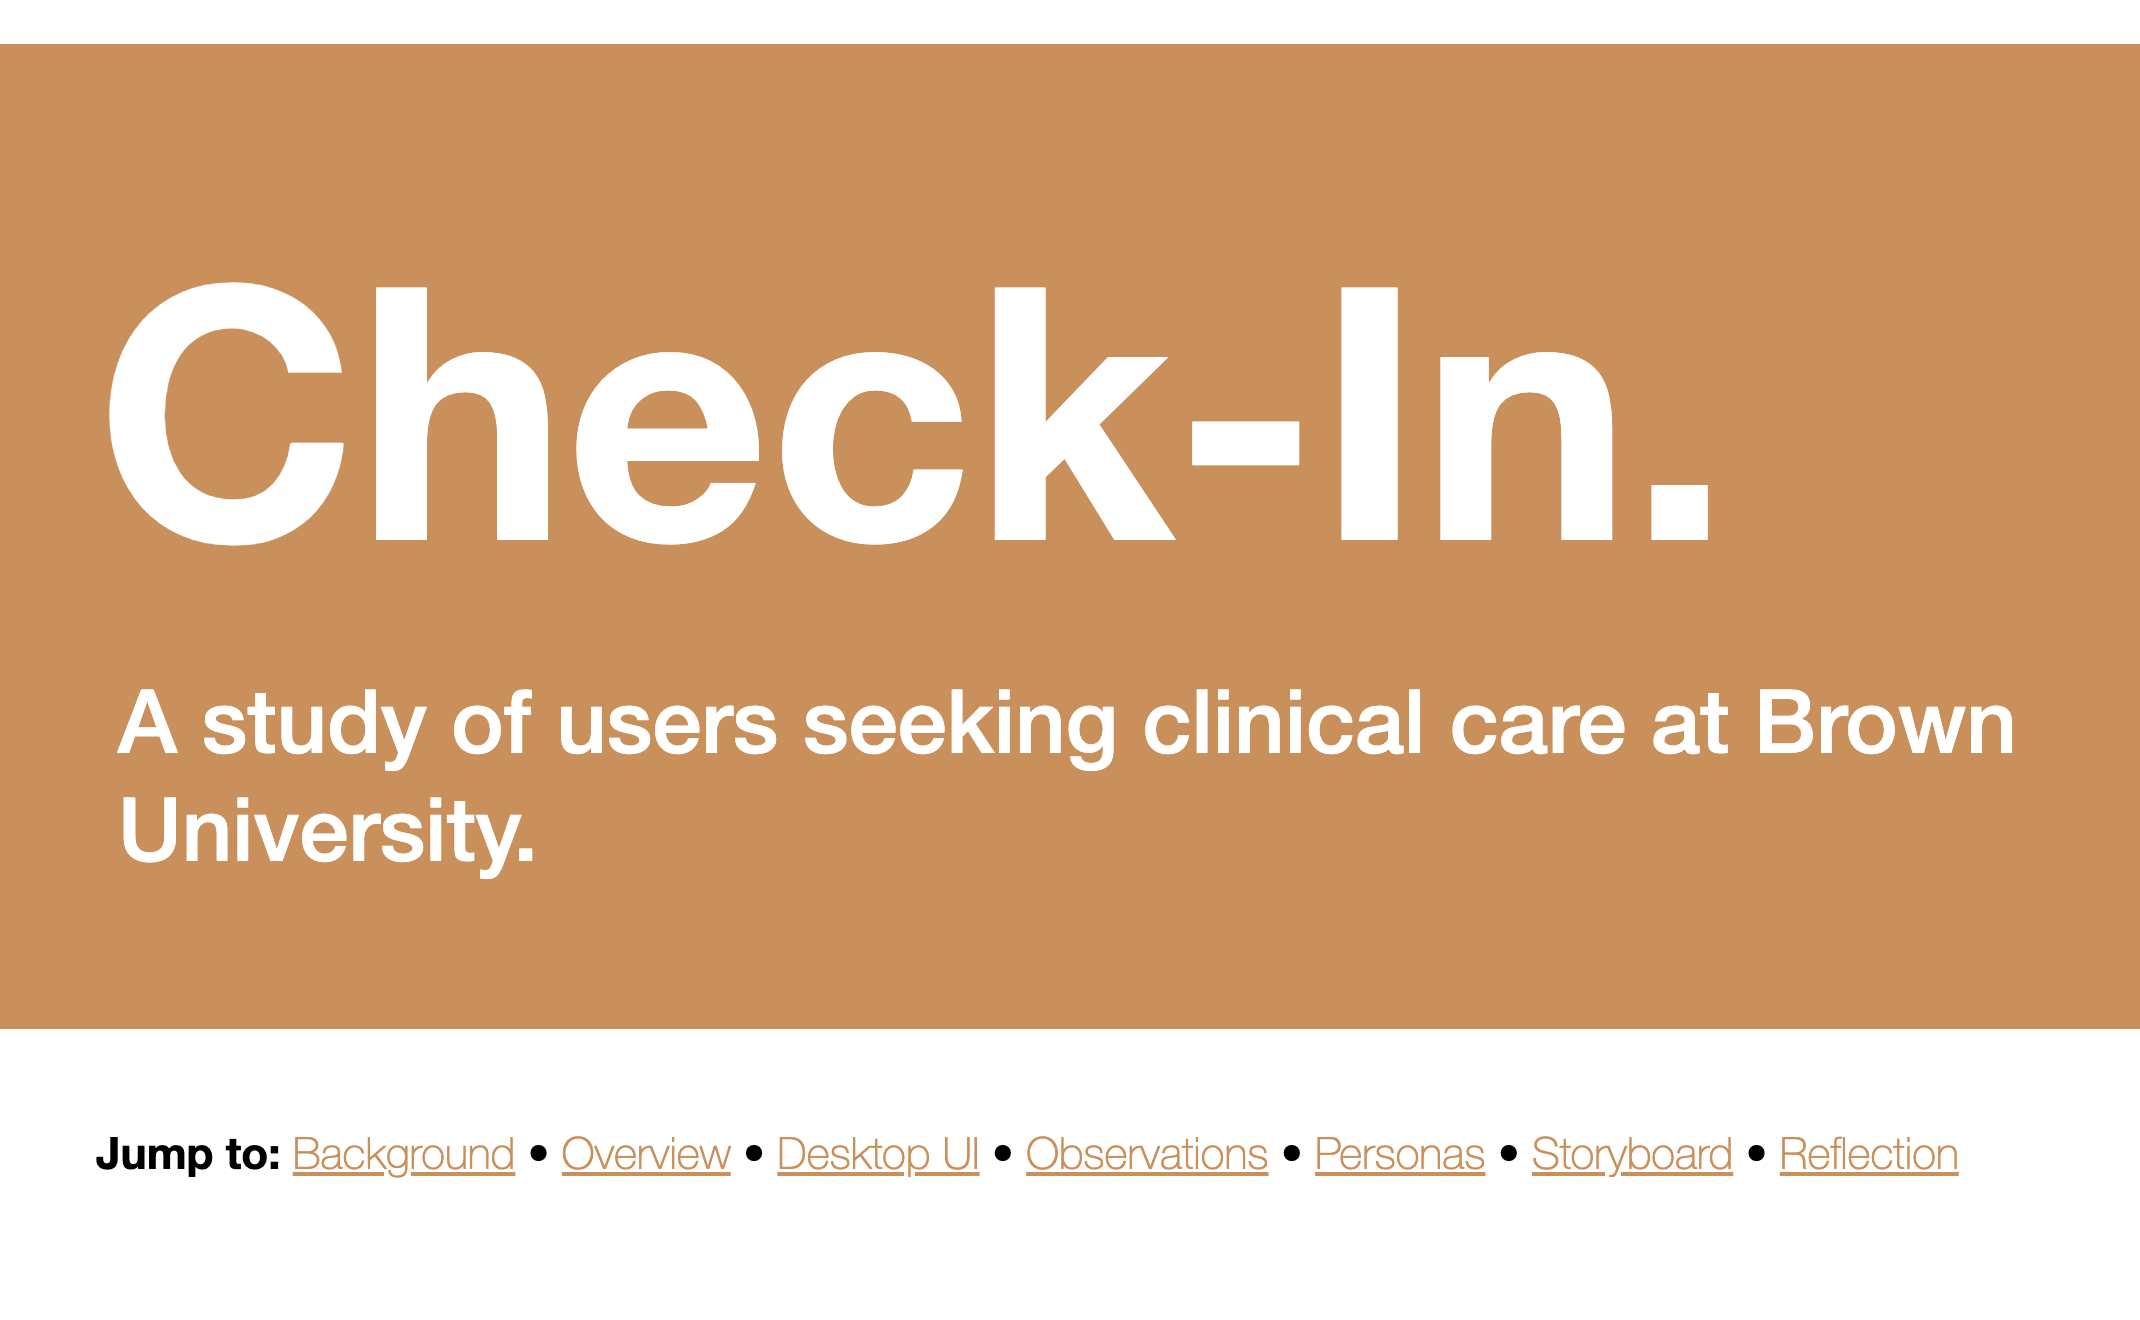 Check-In.
A study of users seeking clinical care at Brown
University.
Jump to: Background • Overview • Desktop UI • Observations • Personas • Storyboard • Reflection